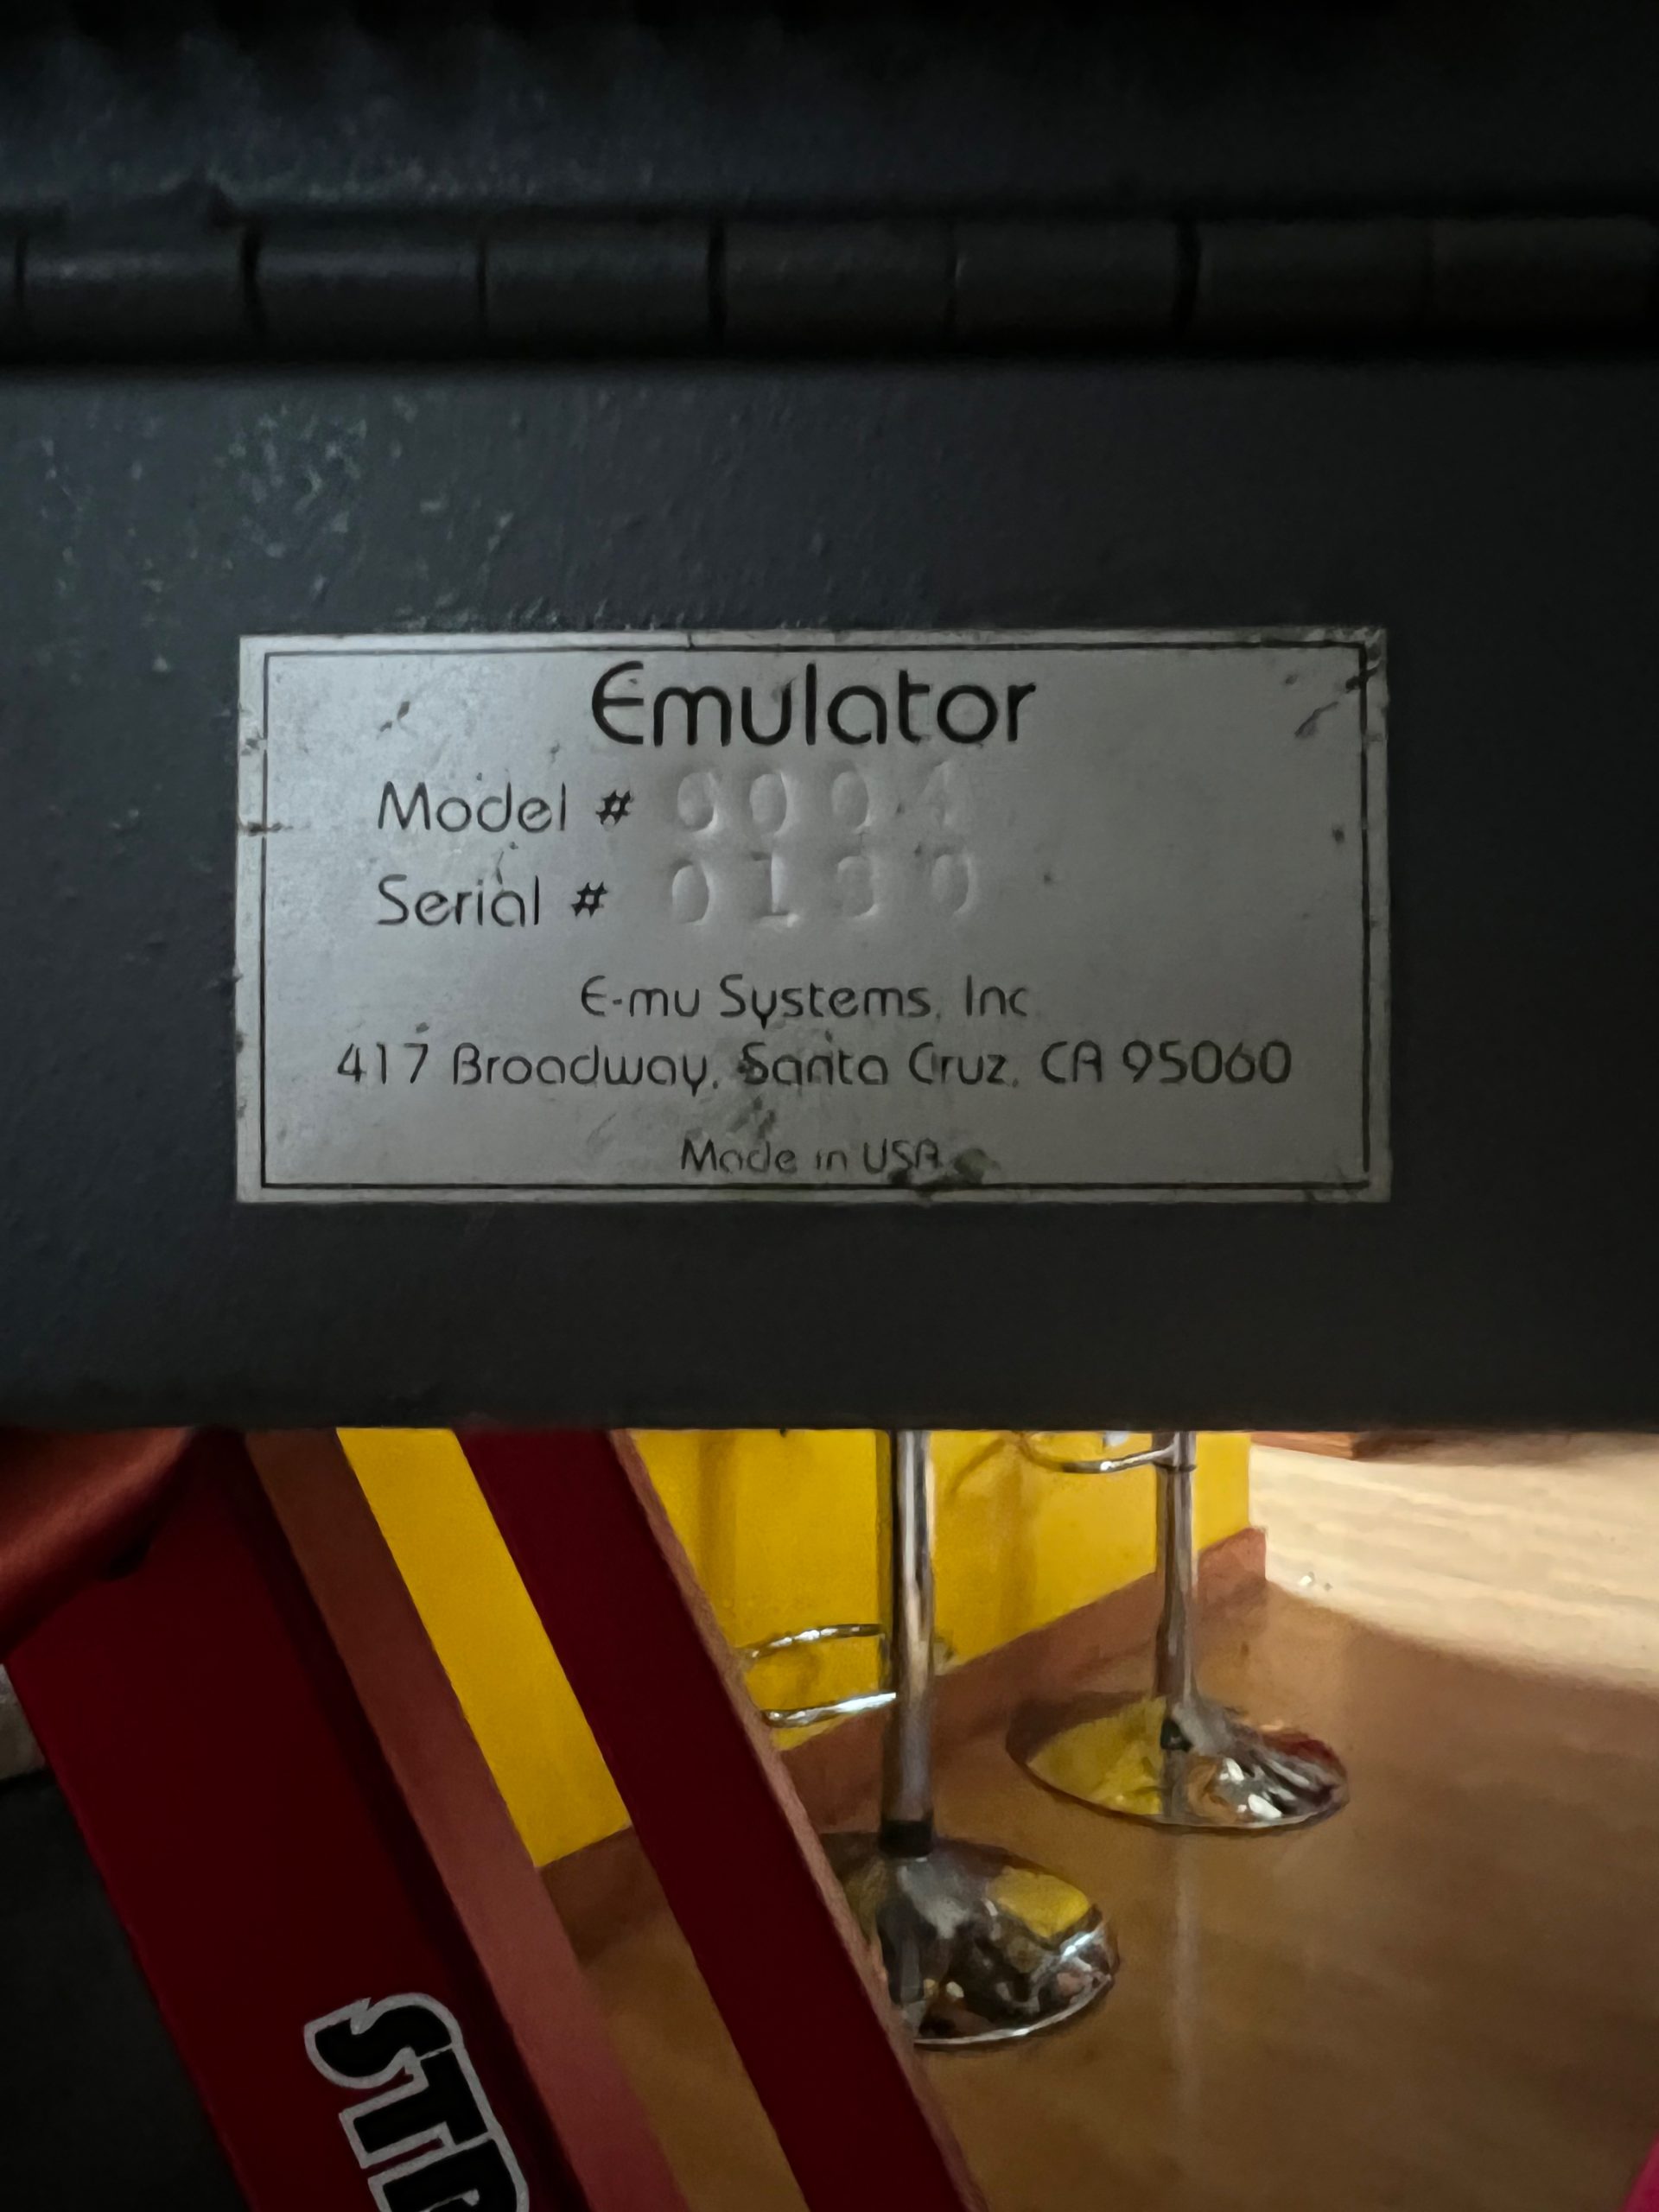 Emulator
Model #
Serial #
E-mu Systems, Inc
417 Broadway, Santa Cruz, CA 95060
Made in USA